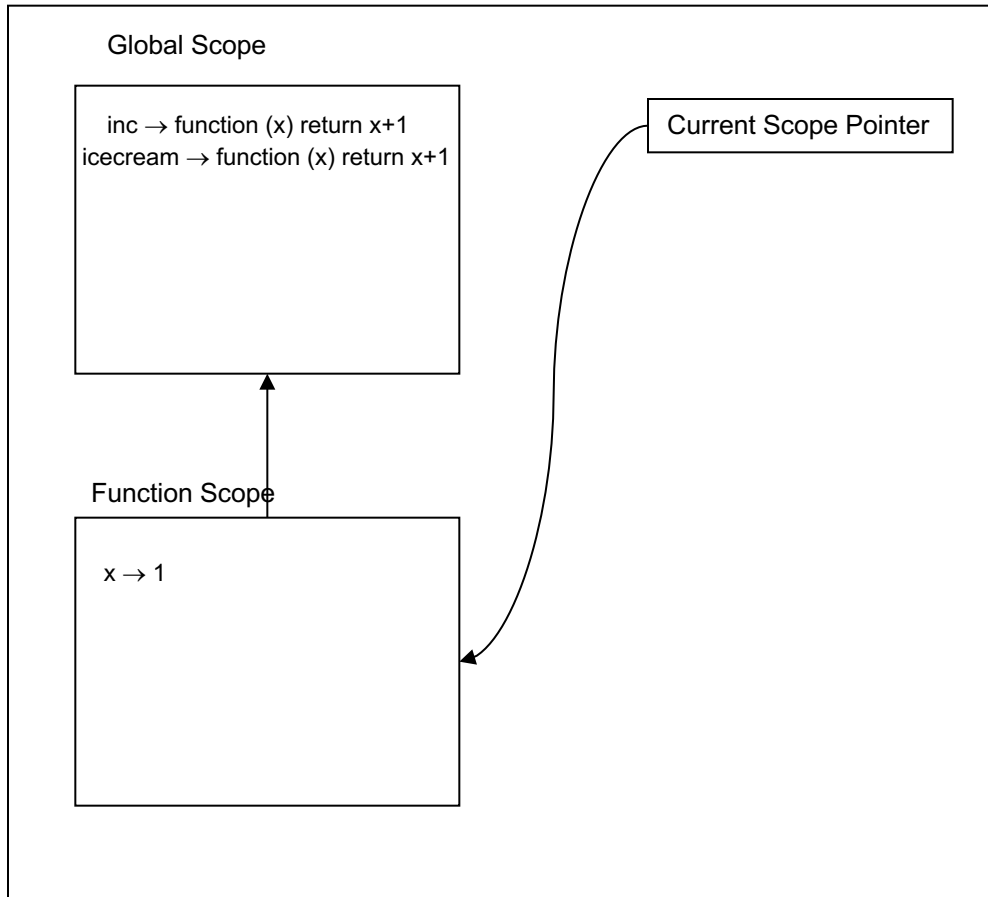 Global Scope
inc → function (x) return x+1
icecream → function (x) return x+1
Current Scope Pointer
Function Scope
x → 1